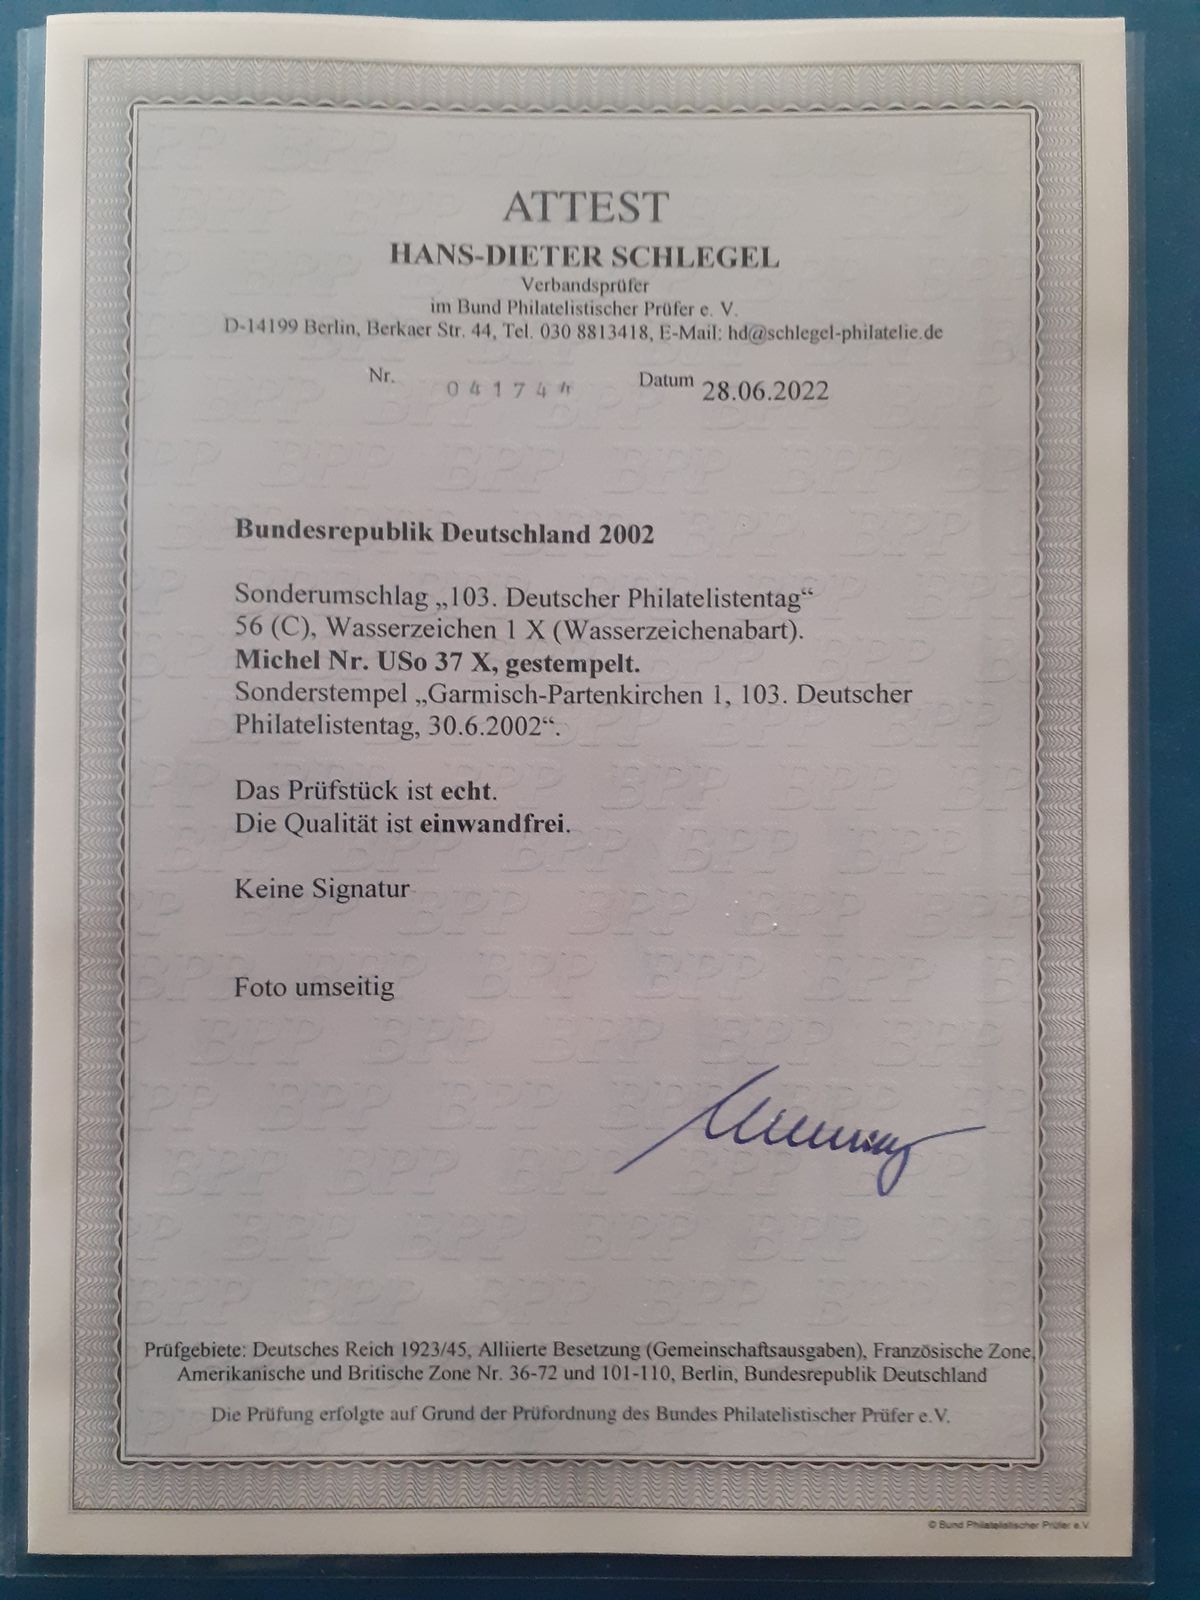 ATTEST
HANS-DIETER SCHLEGEL
Verbandsprüfer
im Bund Philatelistischer Prüfer e. V.
D-14199 Berlin, Berkaer Str. 44, Tel. 030 8813418, E-Mail: hd@schlegel-philatelie.de
Nr. 041744 Datum 28.06.2022
Bundesrepublik Deutschland 2002
Sonderumschlag „103. Deutscher Philatelistentag“
56 (C), Wasserzeichen 1 X (Wasserzeichenabart).
Michel Nr. USo 37 X, gestempelt.
Sonderstempel „Garmisch-Partenkirchen 1, 103. Deutscher
Philatelistentag, 30.6.2002“.
Das Prüfstück ist echt.
Die Qualität ist einwandfrei.
Keine Signatur
Foto umseitig
Prüfgebiete: Deutsches Reich 1923/45, Alliierte Besetzung (Gemeinschaftsausgaben), Französische Zone,
Amerikanische und Britische Zone Nr. 36-72 und 101-110, Berlin, Bundesrepublik Deutschland
Die Prüfung erfolgte auf Grund der Prüfordnung des Bundes Philatelistischer Prüfer e.V.
© Bund Philatelistischer Prüfer e.V.